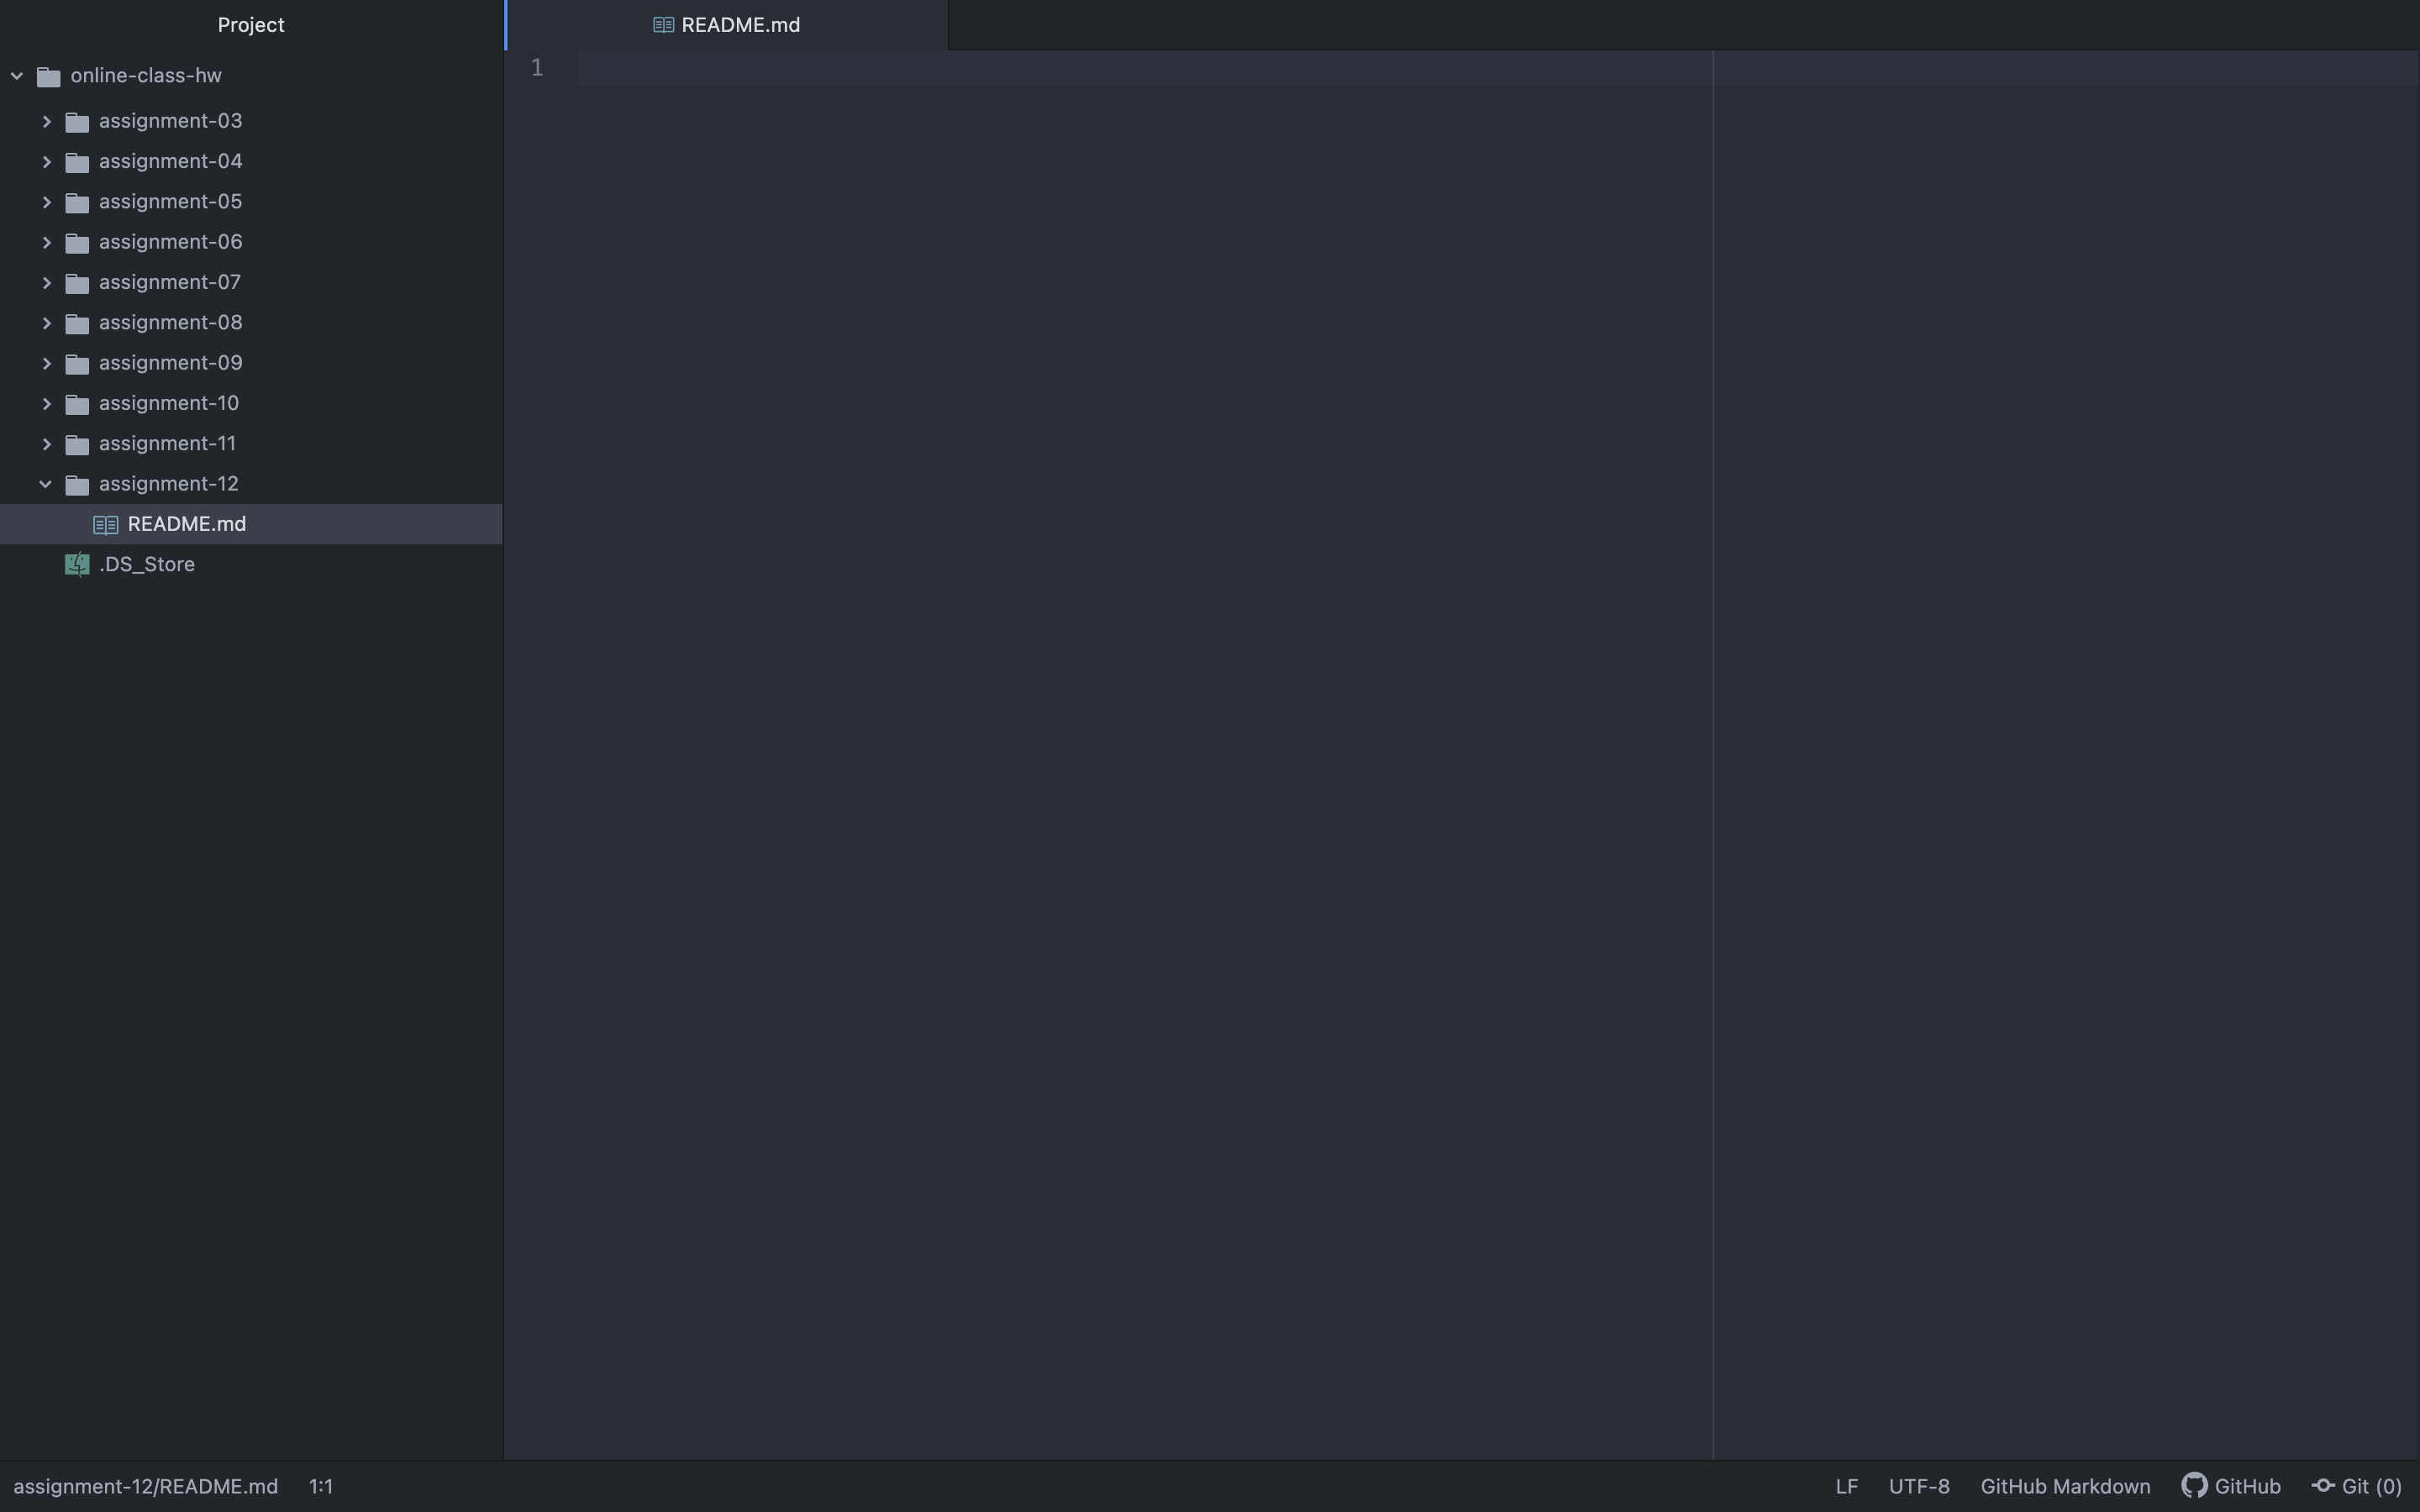 Project
online-class-hw
assignment-03
assignment-04
assignment-05
assignment-06
assignment-07
assignment-08
assignment-09
assignment-10
assignment-11
assignment-12
README.md
.DS_Store
README.md
1
assignment-12/README.md 1:1
LF UTF-8 GitHub Markdown GitHub Git (0)